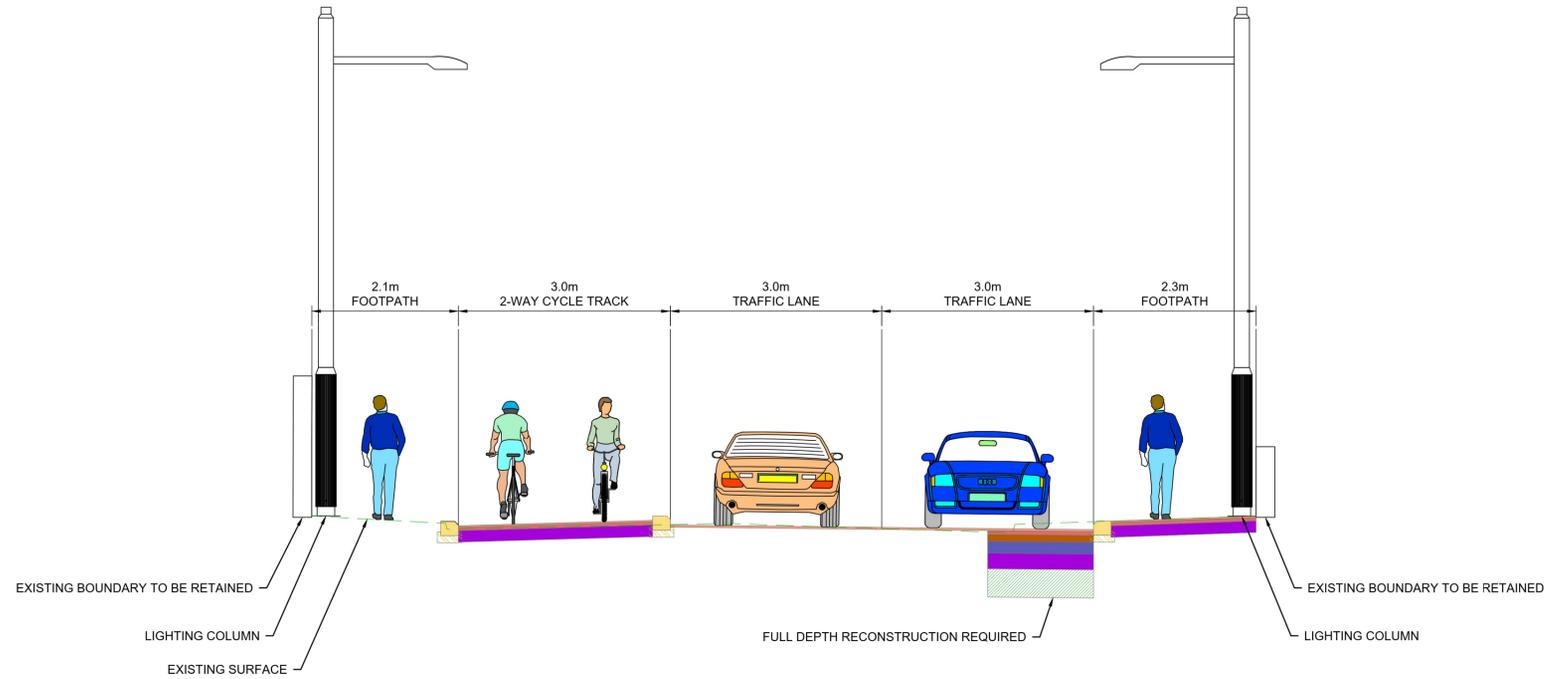 2.1m
FOOTPATH
3.0m
2-WAY CYCLE TRACK
3.0m
TRAFFIC LANE
3.0m
TRAFFIC LANE
2.3m
FOOTPATH
EXISTING BOUNDARY TO BE RETAINED
LIGHTING COLUMN
EXISTING SURFACE
FULL DEPTH RECONSTRUCTION REQUIRED
EXISTING BOUNDARY TO BE RETAINED
LIGHTING COLUMN